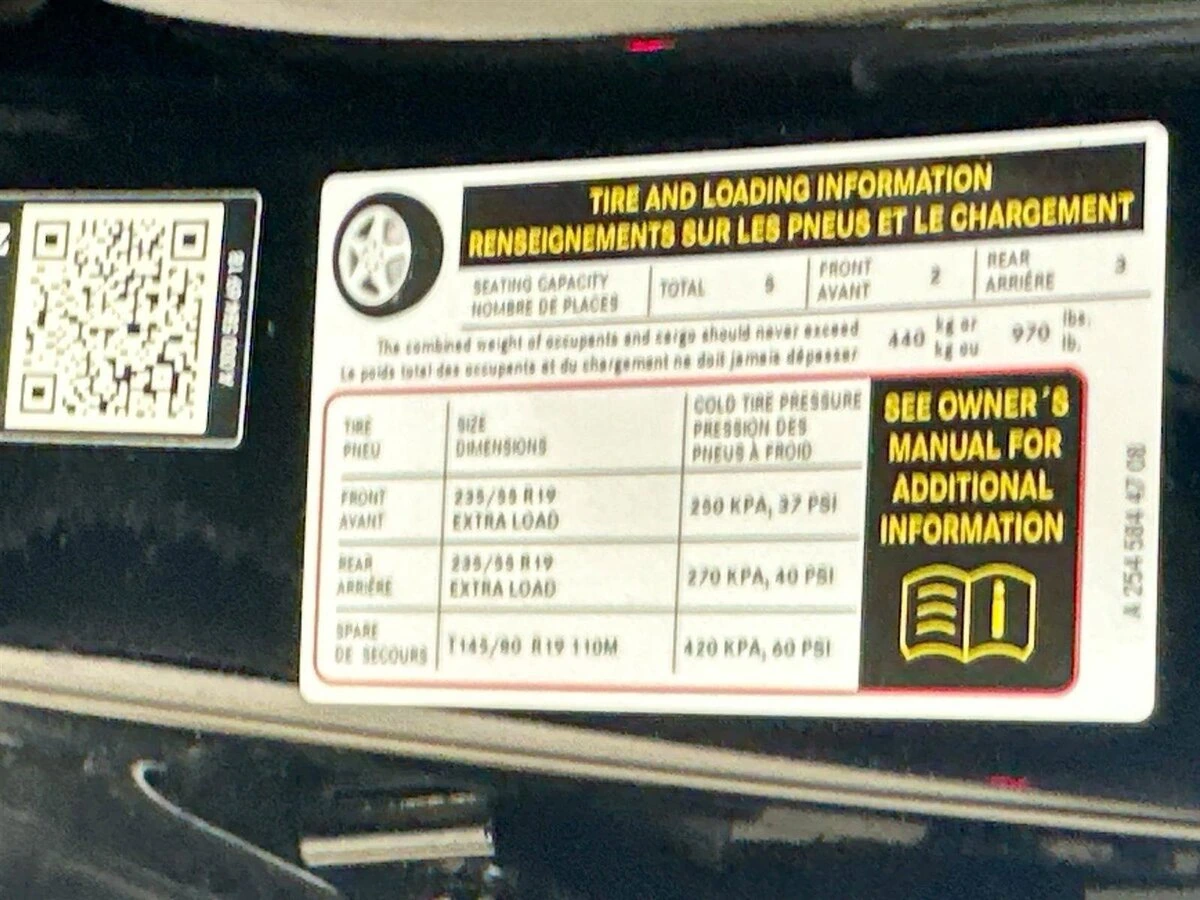 TIRE AND LOADING INFORMATION
RENSEIGNEMENTS SUR LES PNEUS ET LE CHARGEMENT
SEATING CAPACITY
NOMBRE DE PLACES
TOTAL 5
FRONT
AVANT
2
REAR
ARRIÉRE
3
The combined weight of occupants and cargo should never exceed
Le poids total des occupants et du chargement ne doit jamais dépasser
440 kg or
kg ou
970 lbs.
lb.
TIRE
PNEU
SIZE
DIMENSIONS
COLD TIRE PRESSURE
PRESSION DES
PNEUS À FROID
FRONT
AVANT
235/55 R19
EXTRA LOAD
250 KPA, 37 PSI
REAR
ARRIÉRE
235/55 R19
EXTRA LOAD
270 KPA, 40 PSI
SPARE
DE SECOURS
T145/80 R19 110M
420 KPA, 60 PSI
SEE OWNER'S
MANUAL FOR
ADDITIONAL
INFORMATION
A 254 584 47 08